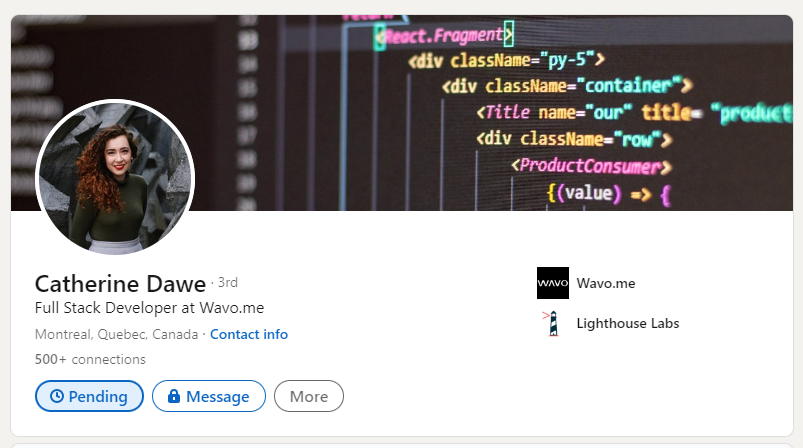 return
<React.Fragment>
<div className="py-5">
<div className="container">
<Title name="our" title= "product
<div className="row">
<ProductConsumer>
{(value) => {
Catherine Dawe · 3rd
Full Stack Developer at Wavo.me
Montreal, Quebec, Canada · Contact info
500+ connections
Pending
Message
More
WAVO
Wavo.me
Lighthouse Labs